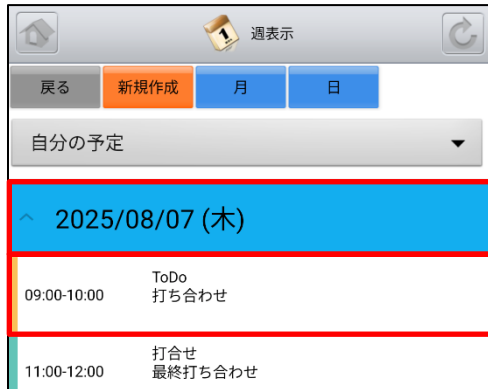 週表示
戻る 新規作成 月 日
自分の予定
2025/08/07 (木)
ToDo
09:00-10:00 打ち合わせ
打合せ
11:00-12:00 最終打ち合わせ